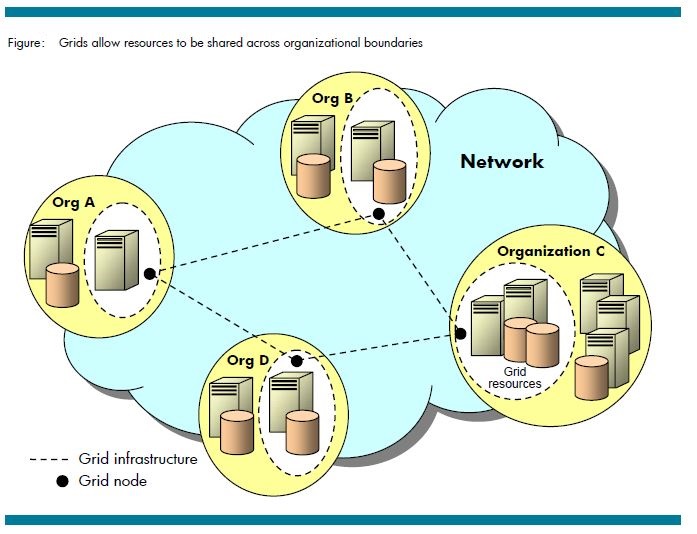 Figure: Grids allow resources to be shared across organizational boundaries
Org B
Network
Org A
Organization C
Grid
resources
Org D
Grid infrastructure
Grid node